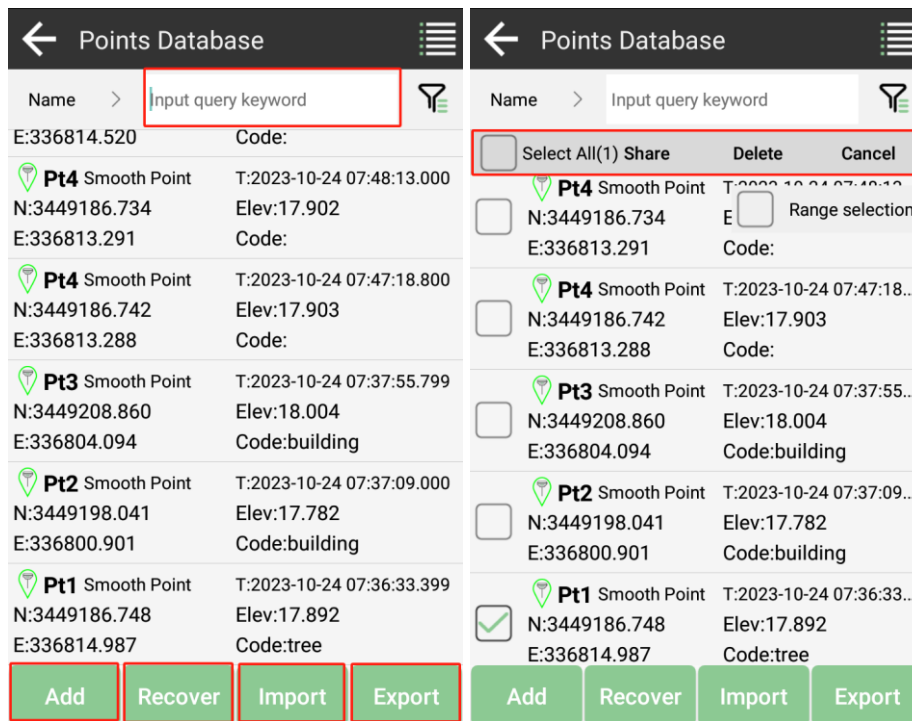 Points Database
Name > Input query keyword
E:336814.520 Code:
Pt4 Smooth Point T:2023-10-24 07:48:13.000
N:3449186.734 Elev:17.902
E:336813.291 Code:
Pt4 Smooth Point T:2023-10-24 07:47:18.800
N:3449186.742 Elev:17.903
E:336813.288 Code:
Pt3 Smooth Point T:2023-10-24 07:37:55.799
N:3449208.860 Elev:18.004
E:336804.094 Code:building
Pt2 Smooth Point T:2023-10-24 07:37:09.000
N:3449198.041 Elev:17.782
E:336800.901 Code:building
Pt1 Smooth Point T:2023-10-24 07:36:33.399
N:3449186.748 Elev:17.892
E:336814.987 Code:tree
Add Recover Import Export
Points Database
Name > Input query keyword
Select All(1) Share Delete Cancel
Pt4 Smooth Point
N:3449186.734 E Range selection
E:336813.291 Code:
Pt4 Smooth Point T:2023-10-24 07:47:18...
N:3449186.742 Elev:17.903
E:336813.288 Code:
Pt3 Smooth Point T:2023-10-24 07:37:55...
N:3449208.860 Elev:18.004
E:336804.094 Code:building
Pt2 Smooth Point T:2023-10-24 07:37:09...
N:3449198.041 Elev:17.782
E:336800.901 Code:building
Pt1 Smooth Point T:2023-10-24 07:36:33...
N:3449186.748 Elev:17.892
E:336814.987 Code:tree
Add Recover Import Export